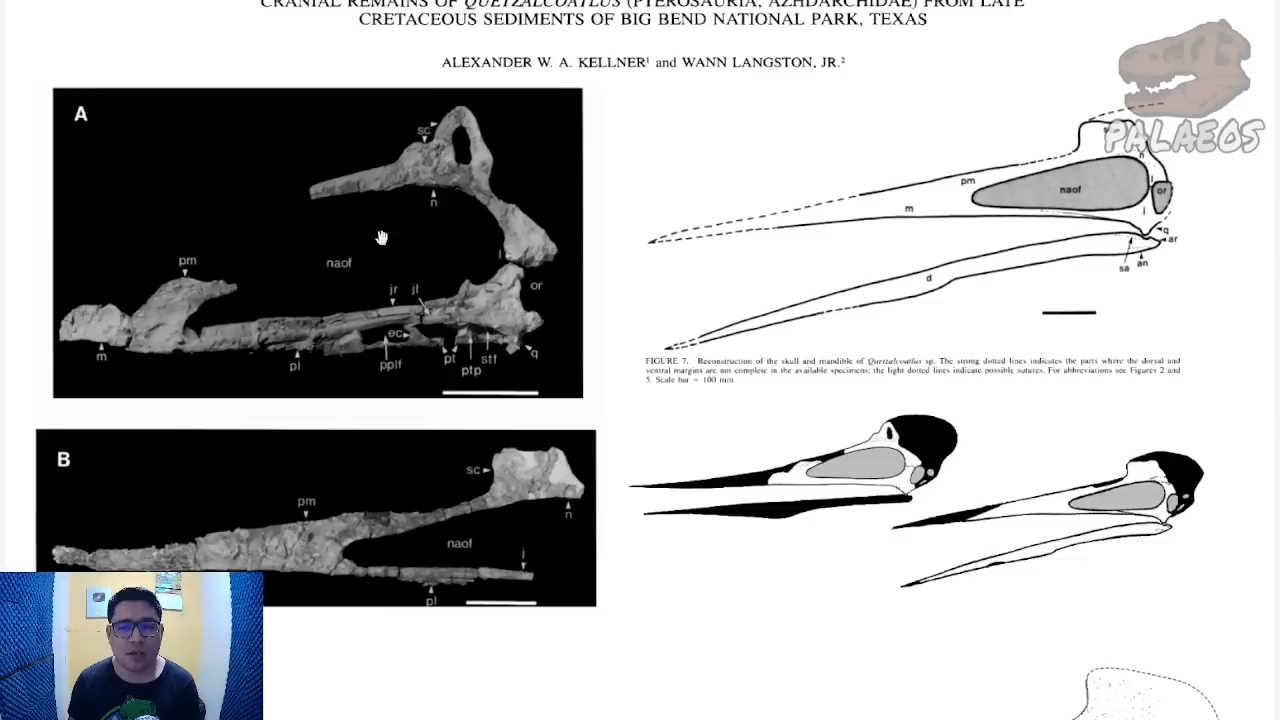 CRANIAL REMAINS OF QUETZALCOATLUS (PTEROSAURIA, AZHDARCHIDAE) FROM LATE
CRETACEOUS SEDIMENTS OF BIG BEND NATIONAL PARK, TEXAS
ALEXANDER W. A. KELLNER¹ and WANN LANGSTON, JR.²
PALAEOS
A
sc
n
naof
pm
l
or
jr
jl
ec
m
pl
pplf
pt
ptp
stf
q
pm
m
naof
n
l
or
j
q
ar
sa
an
d
FIGURE 7. Reconstruction of the skull and mandible of Quetzalcoatlus sp. The strong dotted lines indicates the parts where the dorsal and
ventral margins are not complete in the available specimens; the light dotted lines indicate possible sutures. For abbreviations see Figures 2 and
5. Scale bar = 100 mm.
B
sc
pm
n
naof
j
pl